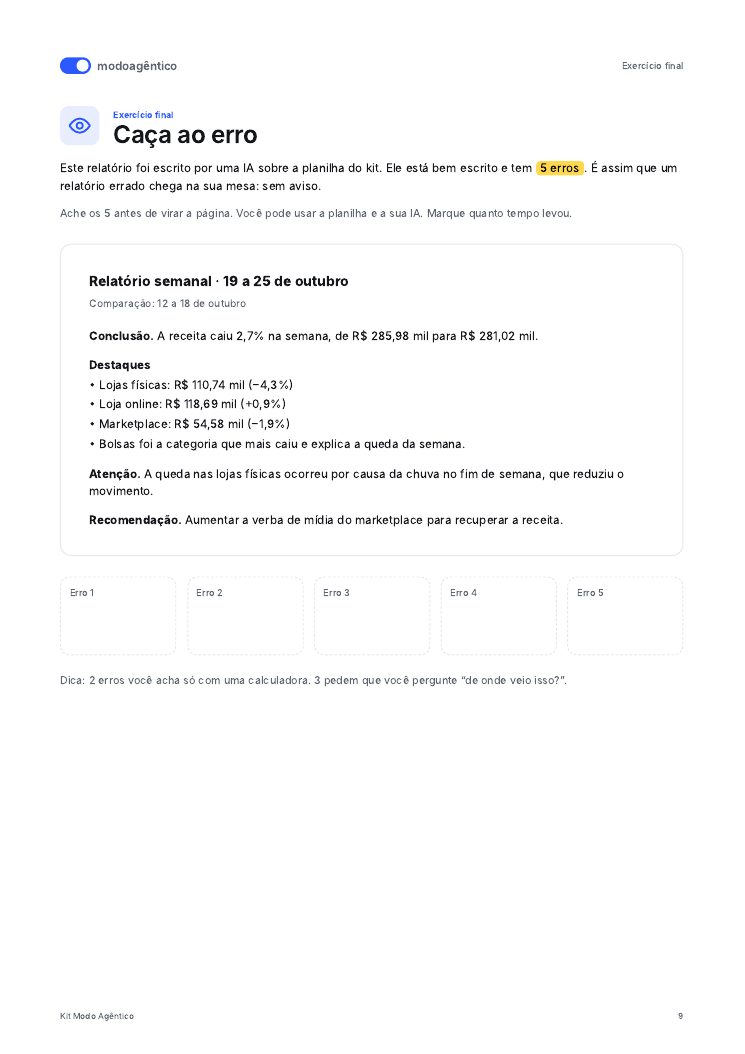 modoagêntico
Exercício final
Exercício final
Caça ao erro
Este relatório foi escrito por uma IA sobre a planilha do kit. Ele está bem escrito e tem 5 erros . É assim que um
relatório errado chega na sua mesa: sem aviso.
Ache os 5 antes de virar a página. Você pode usar a planilha e a sua IA. Marque quanto tempo levou.
Relatório semanal · 19 a 25 de outubro
Comparação: 12 a 18 de outubro
Conclusão. A receita caiu 2,7% na semana, de R$ 285,98 mil para R$ 281,02 mil.
Destaques
• Lojas físicas: R$ 110,74 mil (−4,3%)
• Loja online: R$ 118,69 mil (+0,9%)
• Marketplace: R$ 54,58 mil (−1,9%)
• Bolsas foi a categoria que mais caiu e explica a queda da semana.
Atenção. A queda nas lojas físicas ocorreu por causa da chuva no fim de semana, que reduziu o
movimento.
Recomendação. Aumentar a verba de mídia do marketplace para recuperar a receita.
Erro 1
Erro 2
Erro 3
Erro 4
Erro 5
Dica: 2 erros você acha só com uma calculadora. 3 pedem que você pergunte “de onde veio isso?”.
Kit Modo Agêntico
9